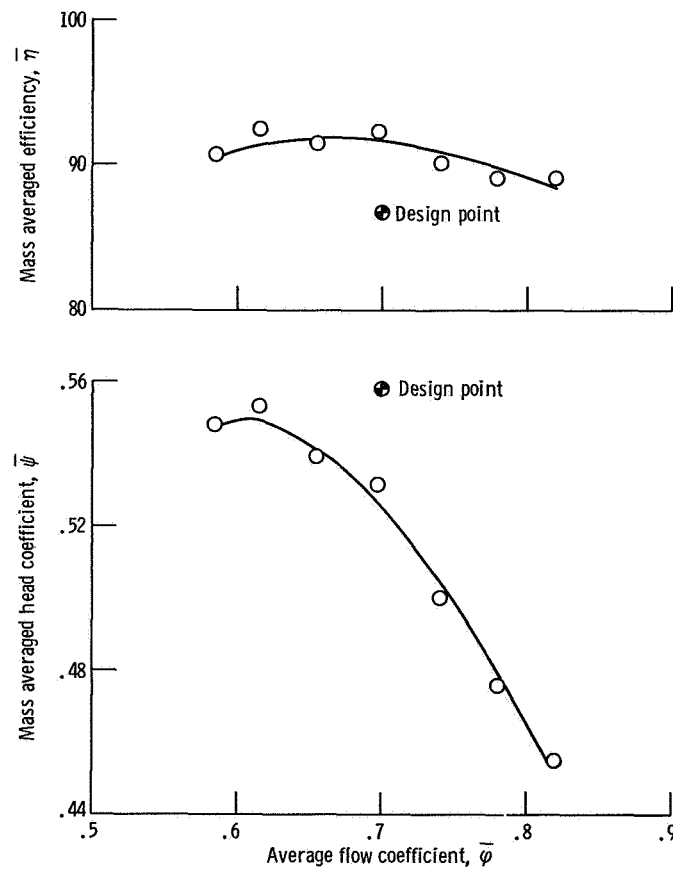 100
90
80
Mass averaged efficiency, η̅
Design point
.56
.52
.48
.44
Mass averaged head coefficient, ψ̅
Design point
.5 .6 .7 .8 .9
Average flow coefficient, φ̅